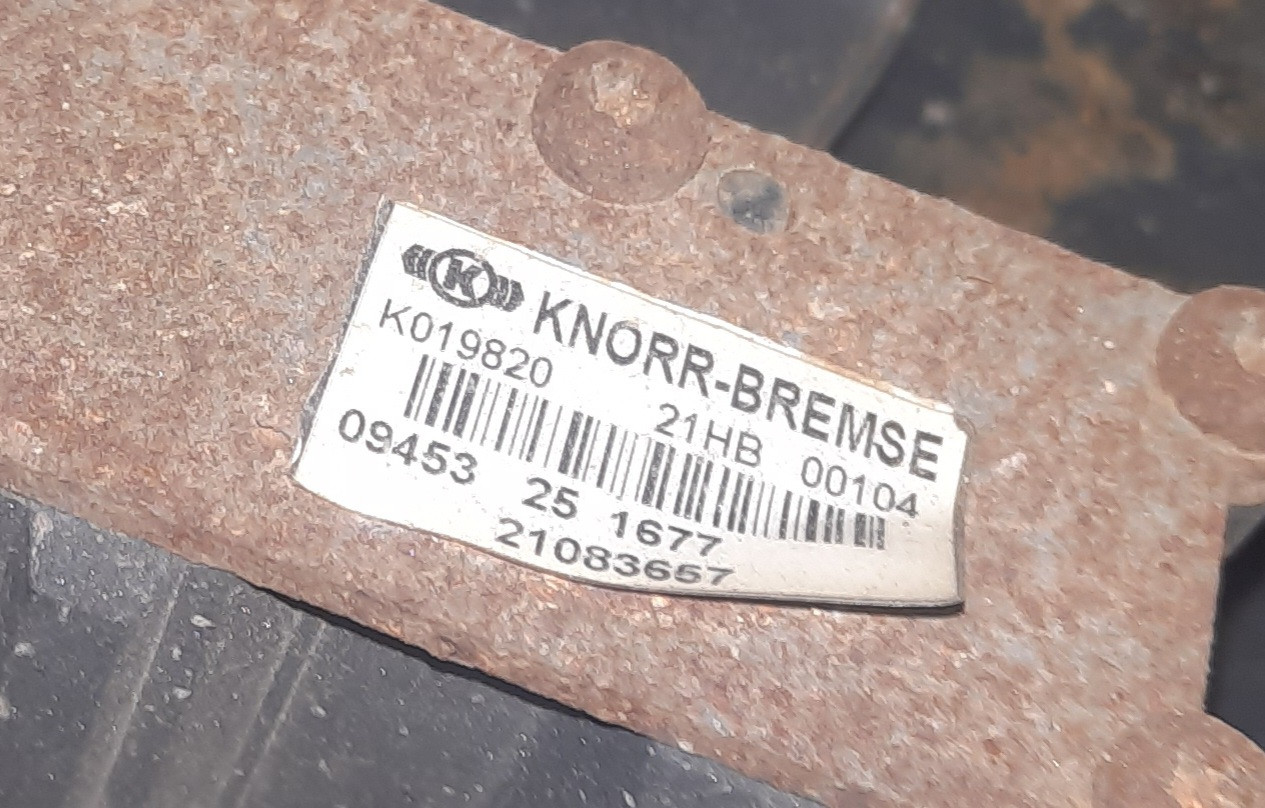 K KNORR-BREMSE
K019820 21HB 00104
09453 25 1677
21083657